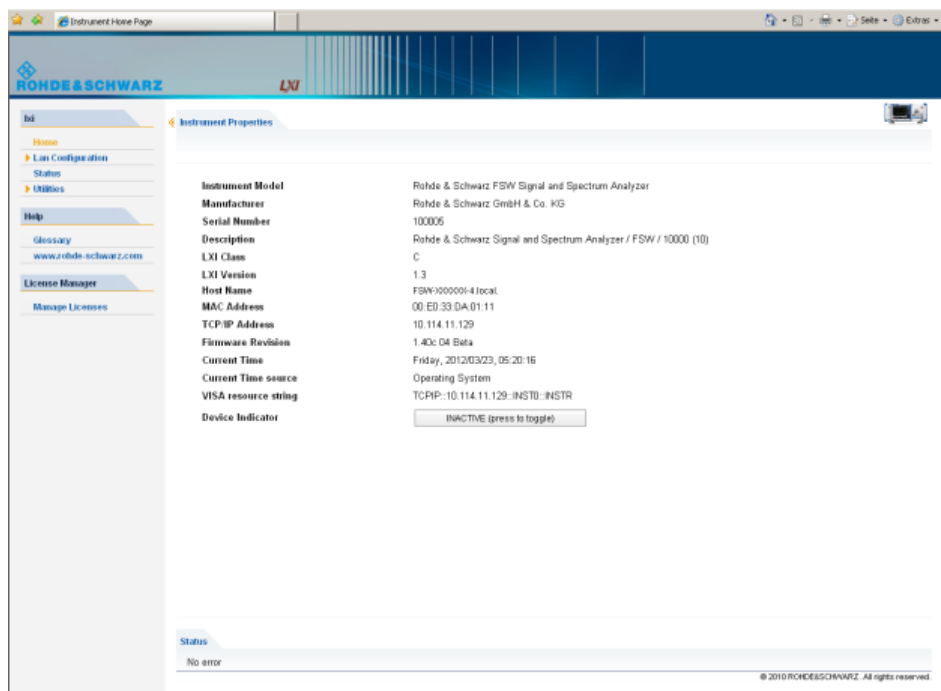 Instrument Home Page
Seite
Extras
ROHDE&SCHWARZ
LXI
lxi
Home
Lan Configuration
Status
Utilities
Help
Glossary
www.rohde-schwarz.com
License Manager
Manage Licenses
Instrument Properties
Instrument Model Rohde & Schwarz FSW Signal and Spectrum Analyzer
Manufacturer Rohde & Schwarz GmbH & Co. KG
Serial Number 100005
Description Rohde & Schwarz Signal and Spectrum Analyzer / FSW / 10000 (10)
LXI Class C
LXI Version 1.3
Host Name
MAC Address 00:E0:33:DA:01:11
TCP/IP Address 10.114.11.129
Firmware Revision 1.40c 04 Beta
Current Time Friday, 2012/03/23, 05:20:16
Current Time source Operating System
VISA resource string TCPIP::10.114.11.129::INST0::INSTR
Device Indicator INACTIVE (press to toggle)
Status
No error
© 2010 ROHDE&SCHWARZ. All rights reserved.